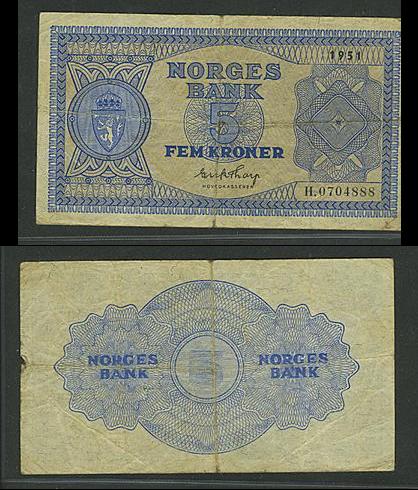 1951
NORGES
BANK
5
FEM KRONER
HOVEDKASSERER
H.0704888
NORGES
BANK
NORGES
BANK